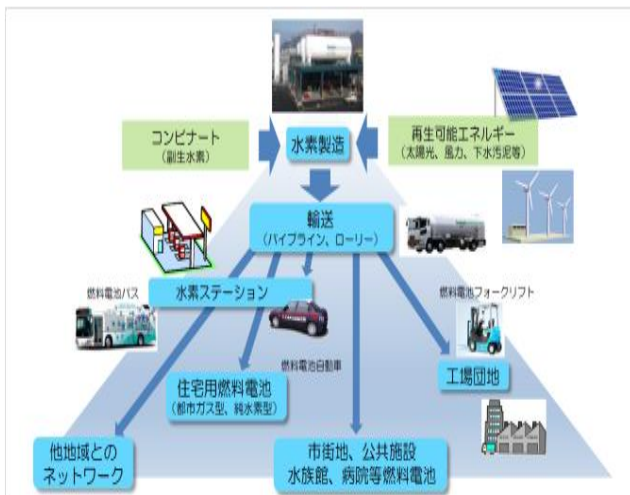 コンビナート
(副生水素)
水素製造
再生可能エネルギー
(太陽光、風力、下水汚泥等)
輸送
(パイプライン、ローリー)
水素ステーション
燃料電池バス
燃料電池フォークリフト
燃料電池自動車
住宅用燃料電池
(都市ガス型、純水素型)
工場団地
他地域との
ネットワーク
市街地、公共施設
水族館、病院等燃料電池